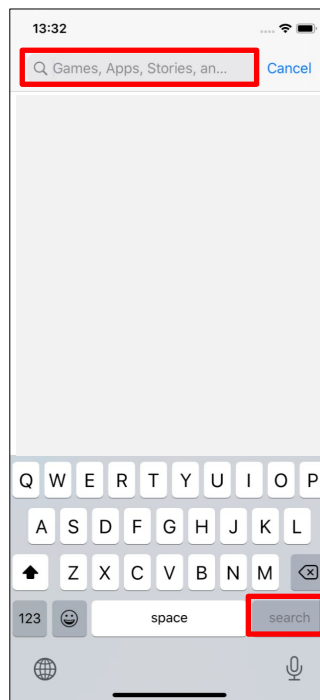 13:32
Games, Apps, Stories, an... Cancel
Q W E R T Y U I O P
A S D F G H J K L
Z X C V B N M
123 space search